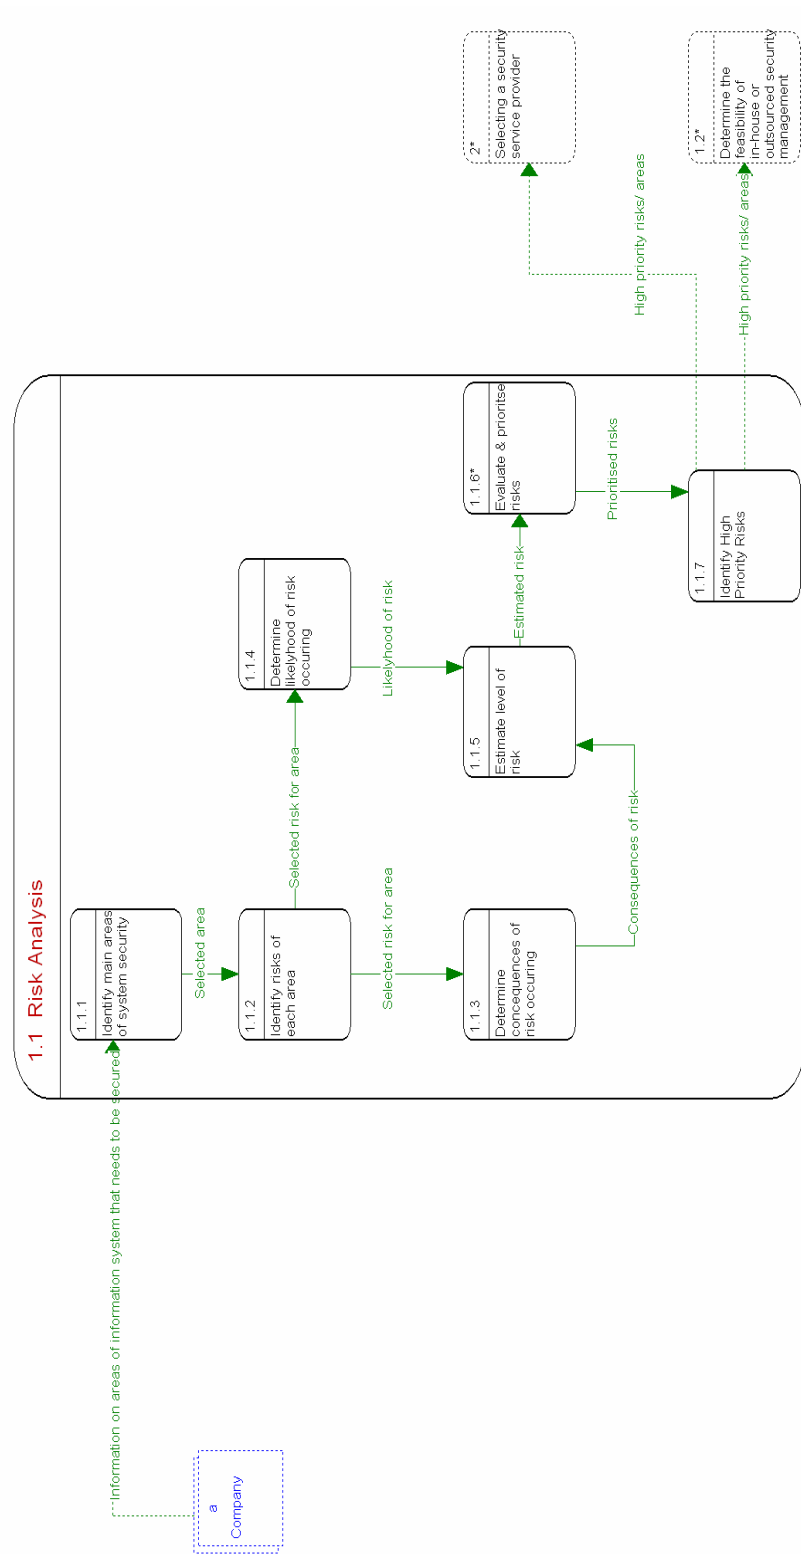 1.1 Risk Analysis
a
Company
Information on areas of information system that needs to be secured
1.1.1
Identify main areas
of system security
Selected area
1.1.2
Identify risks of
each area
Selected risk for area
Selected risk for area
1.1.3
Determine
concequences of
risk occuring
1.1.4
Determine
likelyhood of risk
occuring
Likelyhood of risk
Consequences of risk
1.1.5
Estimate level of
risk
Estimated risk
1.1.6*
Evaluate & prioritse
risks
Prioritised risks
1.1.7
Identify High
Priority Risks
High priority risks/ areas
High priority risks/ areas
2*
Selecting a security
service provider
1.2*
Determine the
feasibility of
in-house or
outsourced security
management